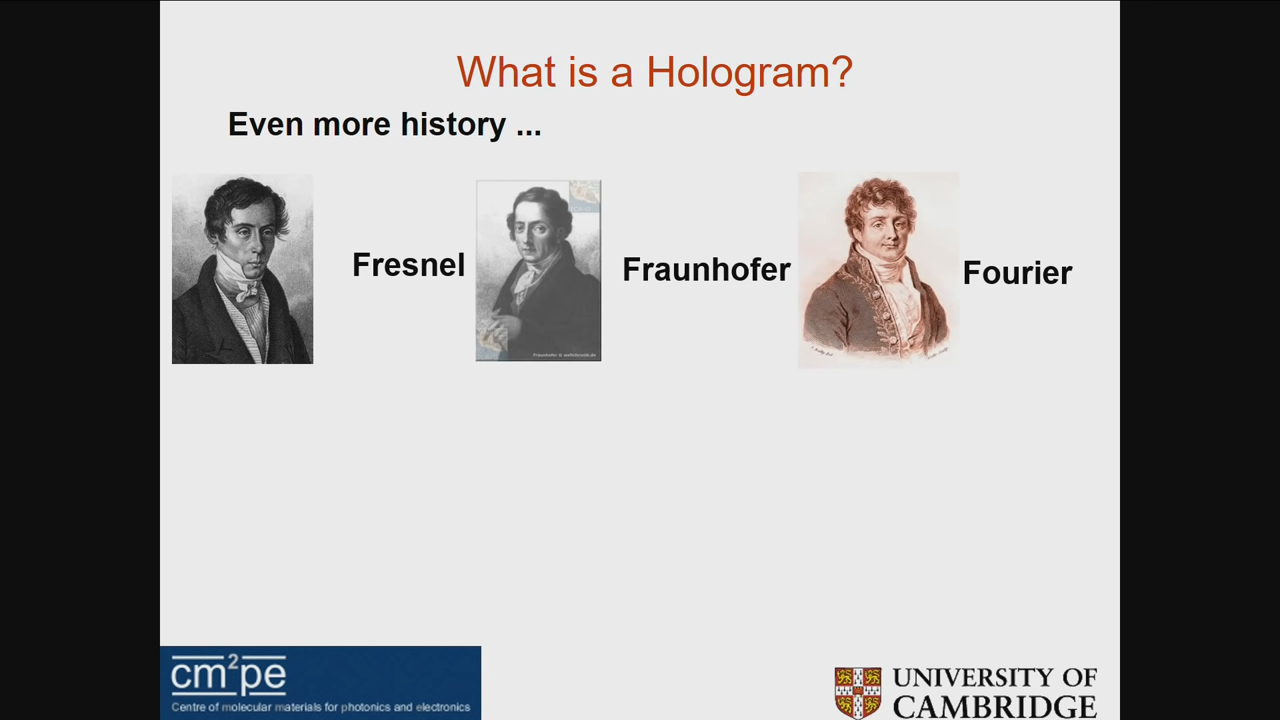 What is a Hologram?
Even more history ...
Fresnel
Fraunhofer
Fourier
cm2pe
Centre of molecular materials for photonics and electronics
UNIVERSITY OF
CAMBRIDGE